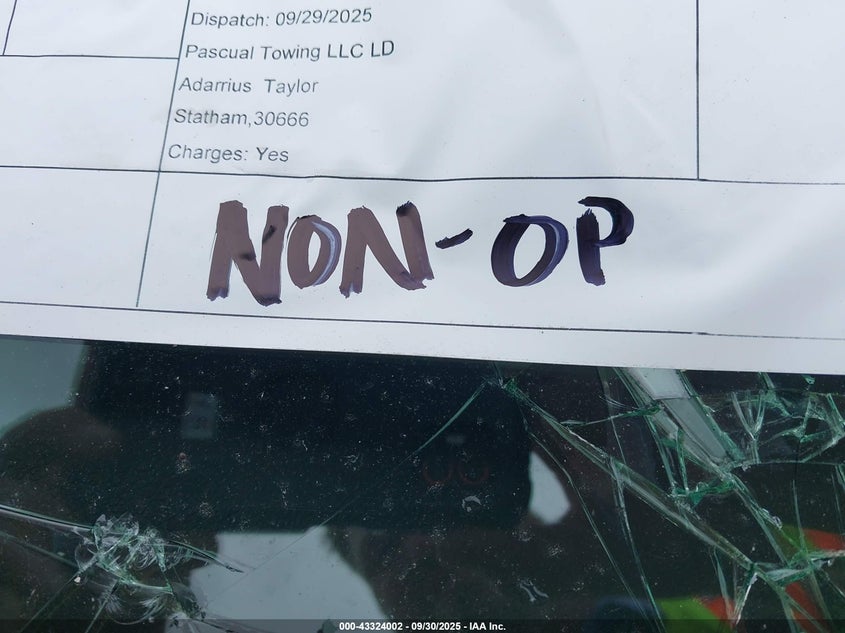 Dispatch: 09/29/2025
Pascual Towing LLC LD
Adarrius Taylor
Statham,30666
Charges: Yes
NON-OP
000-43324002 - 09/30/2025 - IAA Inc.